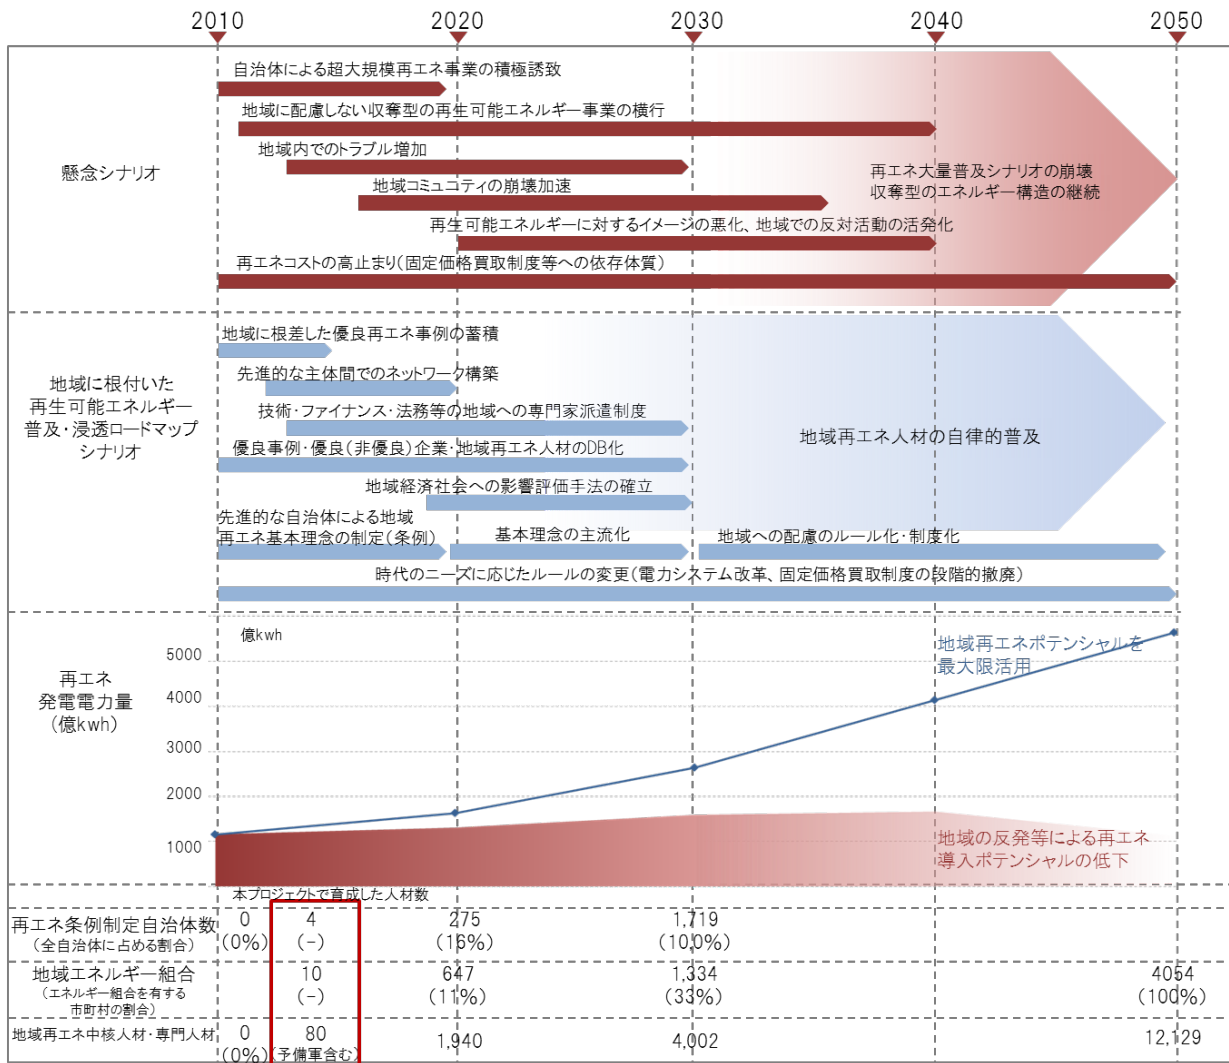 2010
2020
2030
2040
2050
懸念シナリオ
自治体による超大規模再エネ事業の積極誘致
地域に配慮しない収奪型の再生可能エネルギー事業の横行
地域内でのトラブル増加
地域コミュニティの崩壊加速
再生可能エネルギーに対するイメージの悪化、地域での反対活動の活発化
再エネコストの高止まり(固定価格買取制度等への依存体質)
再エネ大量普及シナリオの崩壊
収奪型のエネルギー構造の継続
地域に根付いた
再生可能エネルギー
普及・浸透ロードマップ
シナリオ
地域に根差した優良再エネ事例の蓄積
先進的な主体間でのネットワーク構築
技術・ファイナンス・法務等の地域への専門家派遣制度
優良事例・優良(非優良)企業・地域再エネ人材のDB化
地域経済社会への影響評価手法の確立
先進的な自治体による地域
再エネ基本理念の制定(条例)
基本理念の主流化
地域への配慮のルール化・制度化
時代のニーズに応じたルールの変更(電力システム改革、固定価格買取制度の段階的撤廃)
地域再エネ人材の自律的普及
再エネ
発電電力量
(億kwh)
億kwh
5000
4000
3000
2000
1000
地域再エネポテンシャルを
最大限活用
地域の反発等による再エネ
導入ポテンシャルの低下
本プロジェクトで育成した人材数
再エネ条例制定自治体数
(全自治体に占める割合)
0
(0%)
4
(-)
275
(16%)
1,719
(10,0%)
地域エネルギー組合
(エネルギー組合を有する
市町村の割合)
10
(-)
647
(11%)
1,334
(33%)
4054
(100%)
地域再エネ中核人材・専門人材
0
(0%)
80
(予備軍含む)
1,940
4,002
12,129